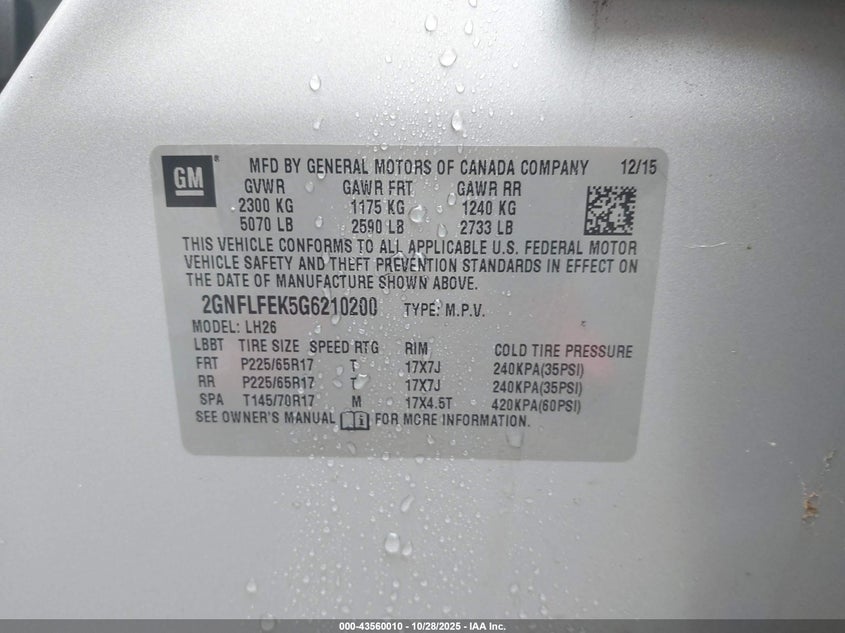 GM ® MFD BY GENERAL MOTORS OF CANADA COMPANY 12/15
GVWR GAWR FRT GAWR RR
2300 KG 1175 KG 1240 KG
5070 LB 2590 LB 2733 LB
THIS VEHICLE CONFORMS TO ALL APPLICABLE U.S. FEDERAL MOTOR
VEHICLE SAFETY AND THEFT PREVENTION STANDARDS IN EFFECT ON
THE DATE OF MANUFACTURE SHOWN ABOVE.
2GNFLFEK5G6210200 TYPE: M.P.V.
MODEL: LH26
LBBT TIRE SIZE SPEED RTG RIM COLD TIRE PRESSURE
FRT P225/65R17 T 17X7J 240KPA(35PSI)
RR P225/65R17 T 17X7J 240KPA(35PSI)
SPA T145/70R17 M 17X4.5T 420KPA(60PSI)
SEE OWNER'S MANUAL FOR MORE INFORMATION.
000-43560010 - 10/28/2025 - IAA Inc.